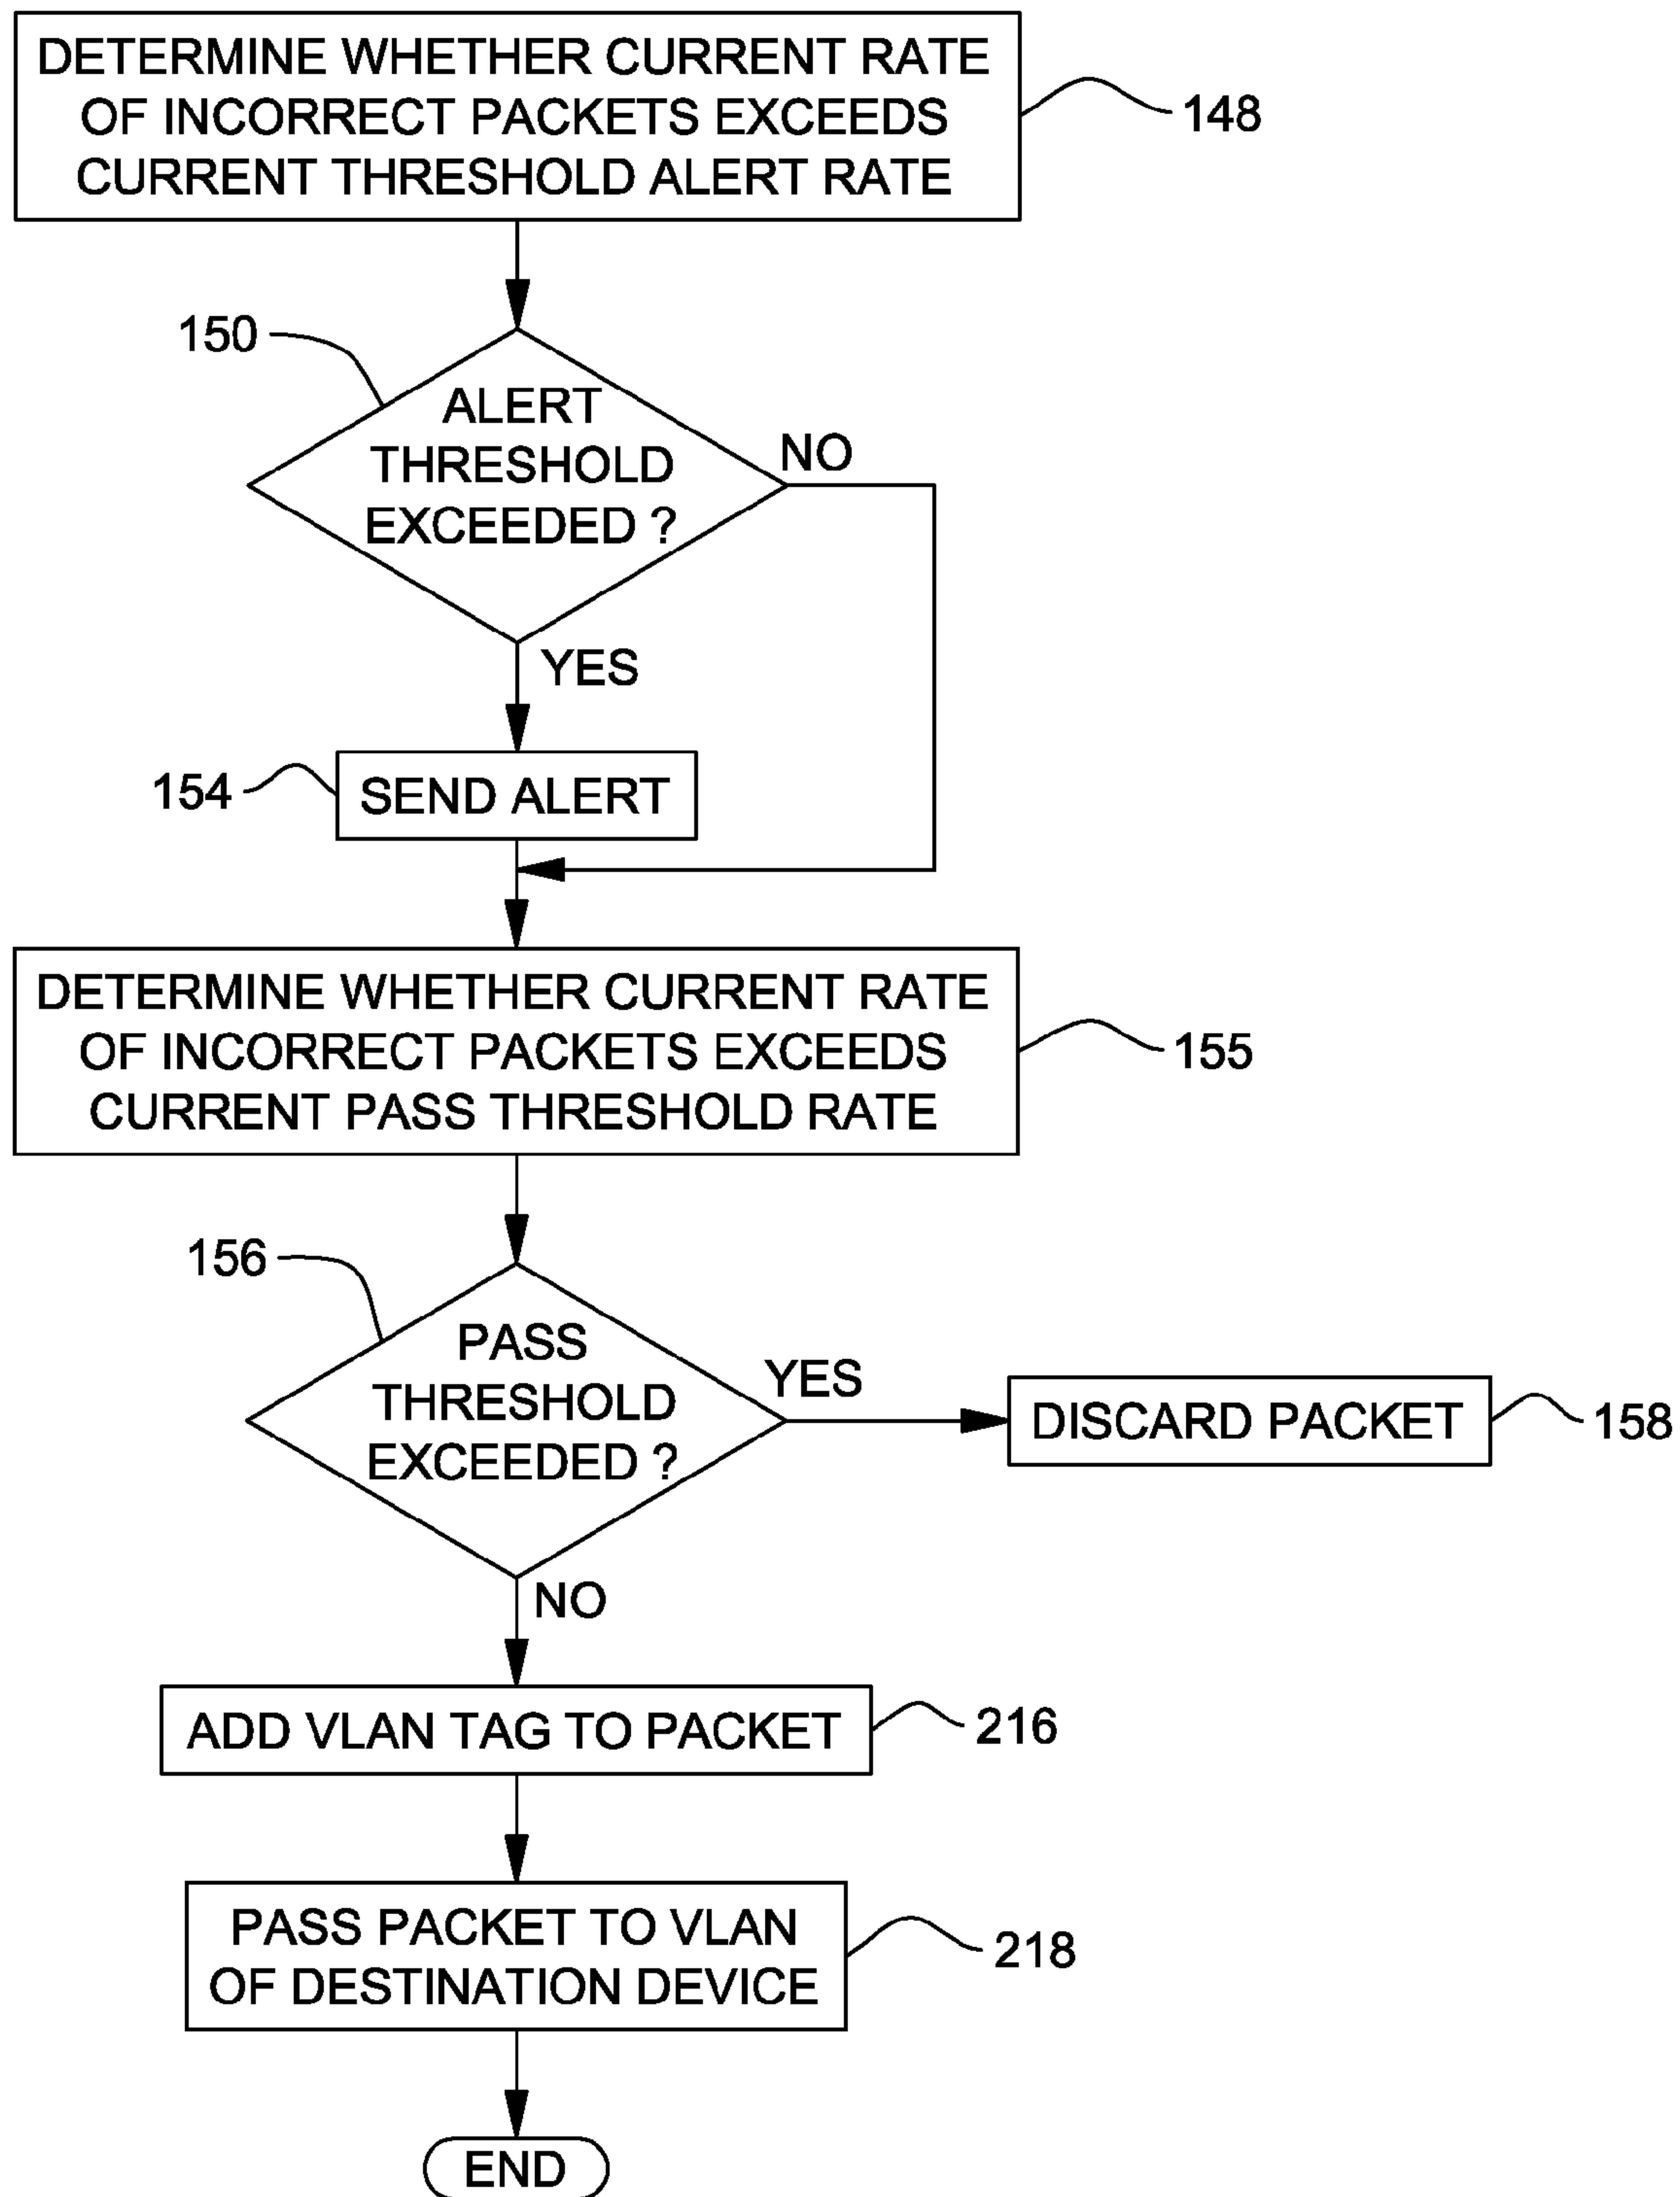 DETERMINE WHETHER CURRENT RATE
OF INCORRECT PACKETS EXCEEDS
CURRENT THRESHOLD ALERT RATE
148
150
ALERT
THRESHOLD
EXCEEDED ?
NO
YES
154
SEND ALERT
DETERMINE WHETHER CURRENT RATE
OF INCORRECT PACKETS EXCEEDS
CURRENT PASS THRESHOLD RATE
155
156
PASS
THRESHOLD
EXCEEDED ?
YES
DISCARD PACKET
158
NO
ADD VLAN TAG TO PACKET
216
PASS PACKET TO VLAN
OF DESTINATION DEVICE
218
END